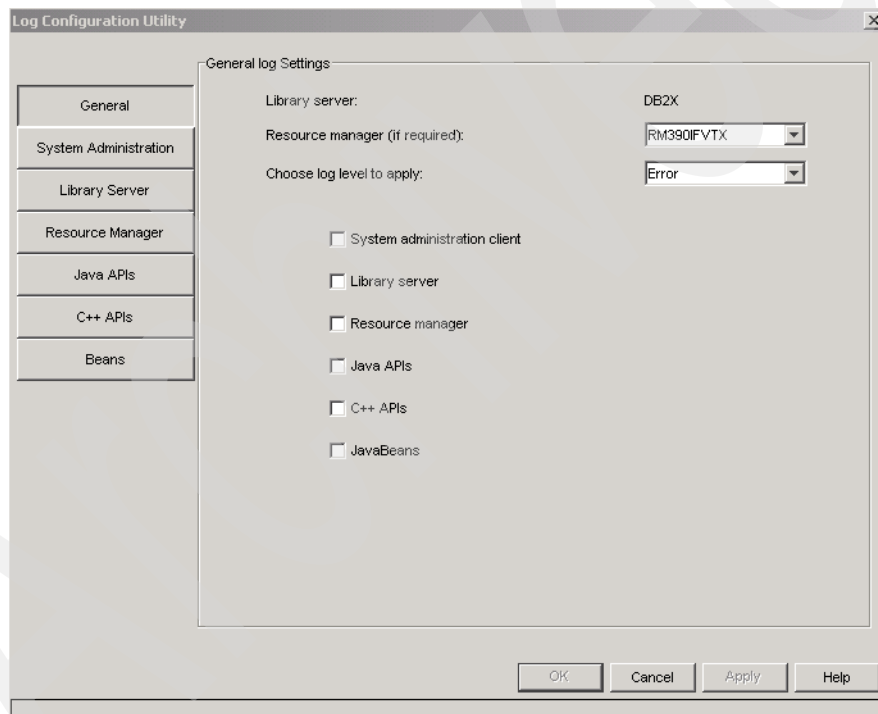 Log Configuration Utility
General log Settings
General
System Administration
Library Server
Resource Manager
Java APIs
C++ APIs
Beans
Library server: DB2X
Resource manager (if required): RM390IFVTX
Choose log level to apply: Error
System administration client
Library server
Resource manager
Java APIs
C++ APIs
JavaBeans
OK Cancel Apply Help